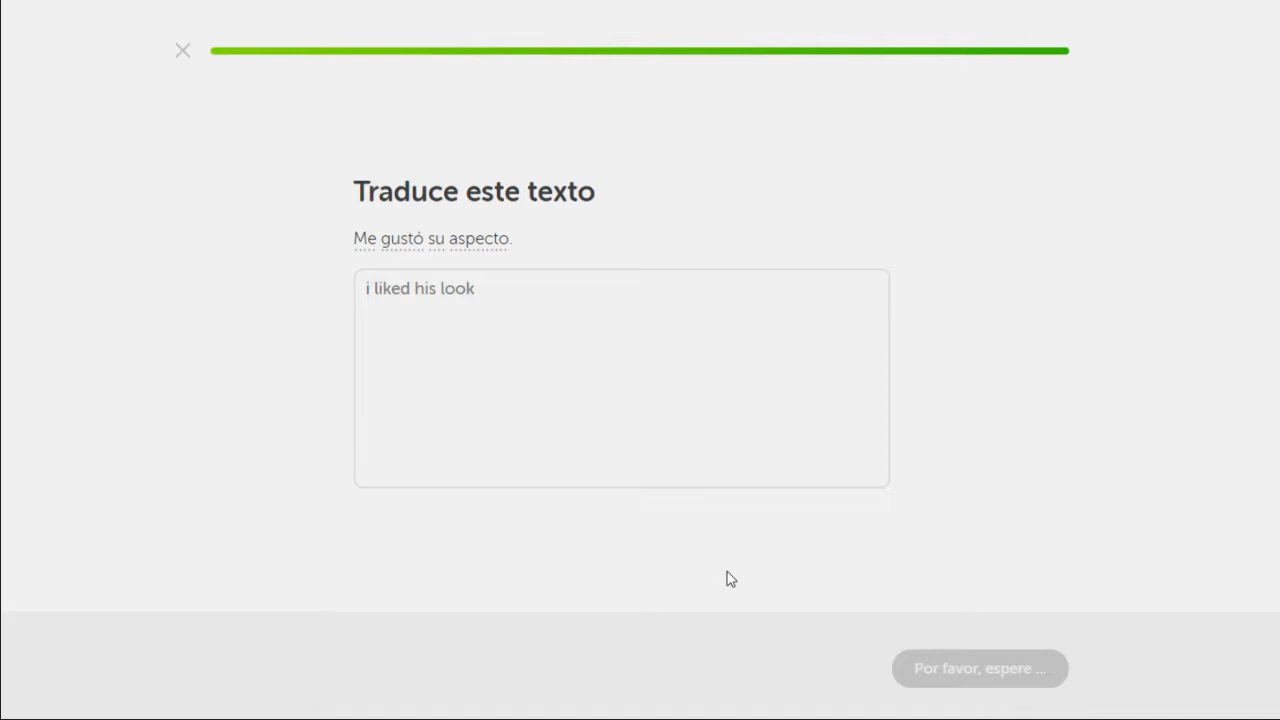 Traduce este texto
Me gustó su aspecto.
i liked his look
Por favor, espere ...